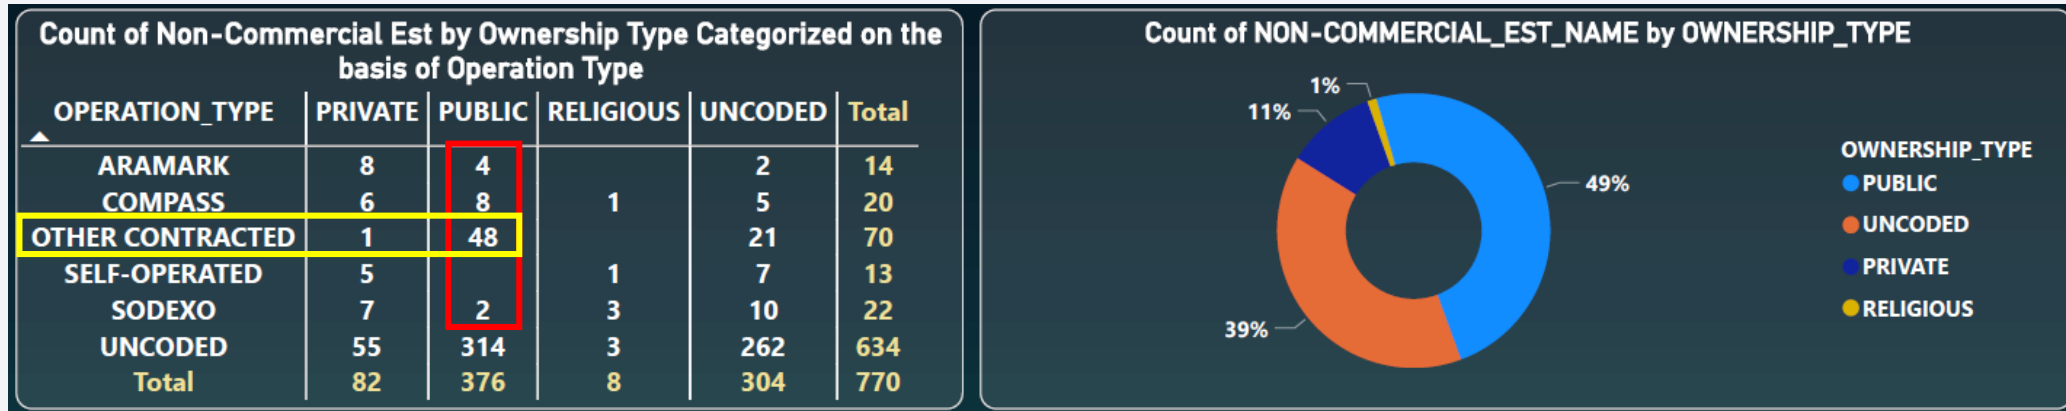 Count of Non-Commercial Est by Ownership Type Categorized on the
basis of Operation Type
OPERATION_TYPE PRIVATE PUBLIC RELIGIOUS UNCODED Total
ARAMARK 8 4 2 14
COMPASS 6 8 1 5 20
OTHER CONTRACTED 1 48 21 70
SELF-OPERATED 5 1 7 13
SODEXO 7 2 3 10 22
UNCODED 55 314 3 262 634
Total 82 376 8 304 770
Count of NON-COMMERCIAL_EST_NAME by OWNERSHIP_TYPE
1%
11%
49%
39%
OWNERSHIP_TYPE
PUBLIC
UNCODED
PRIVATE
RELIGIOUS